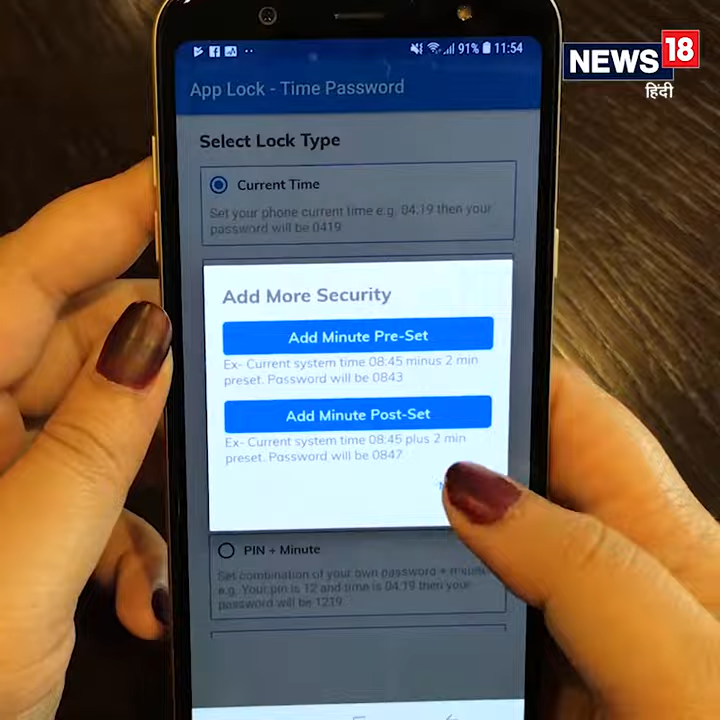 91% 11:54
NEWS 18
हिंदी
App Lock - Time Password
Select Lock Type
Current Time
Set your phone current time e.g. 04:19 then your
password will be 0419
Add More Security
Add Minute Pre-Set
Ex- Current system time 08:45 minus 2 min
preset. Password will be 0843
Add Minute Post-Set
Ex- Current system time 08:45 plus 2 min
preset. Password will be 0847
PIN + Minute
Set combination of your own password + minute
e.g. Your pin is 12 and time is 04:19 then your
password will be 1219